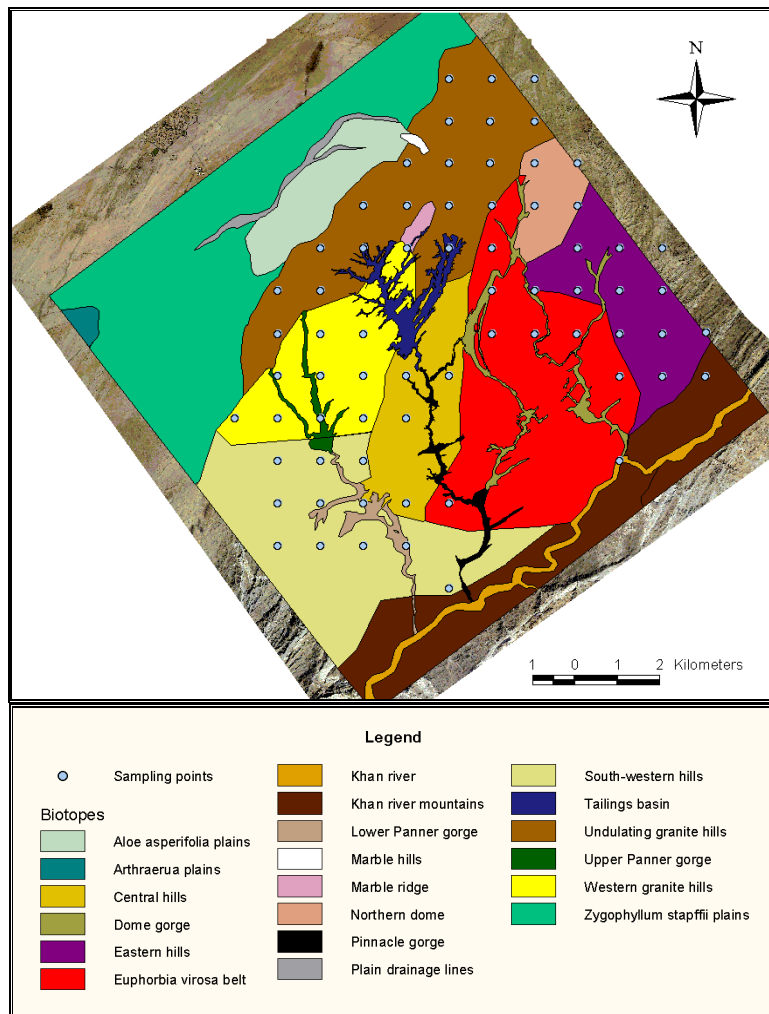 N
1 0 1 2 Kilometers
Legend
Sampling points
Biotopes
Aloe asperifolia plains
Arthraerua plains
Central hills
Dome gorge
Eastern hills
Euphorbia virosa belt
Khan river
Khan river mountains
Lower Panner gorge
Marble hills
Marble ridge
Northern dome
Pinnacle gorge
Plain drainage lines
South-western hills
Tailings basin
Undulating granite hills
Upper Panner gorge
Western granite hills
Zygophyllum stapffii plains